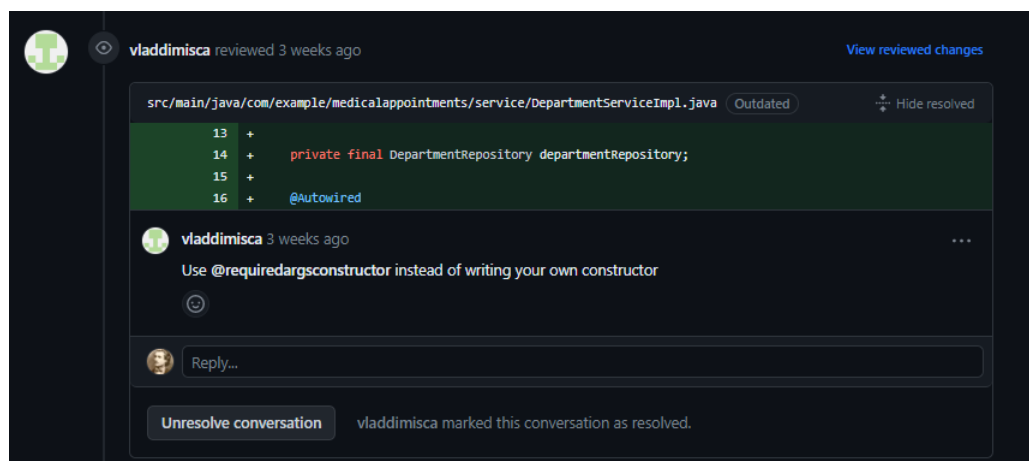 vladdimisca reviewed 3 weeks ago
View reviewed changes
src/main/java/com/example/medicalappointments/service/DepartmentServiceImpl.java Outdated
Hide resolved
13 +
14 + private final DepartmentRepository departmentRepository;
15 +
16 + @Autowired
vladdimisca 3 weeks ago
Use @requiredargsconstructor instead of writing your own constructor
Reply...
Unresolve conversation
vladdimisca marked this conversation as resolved.